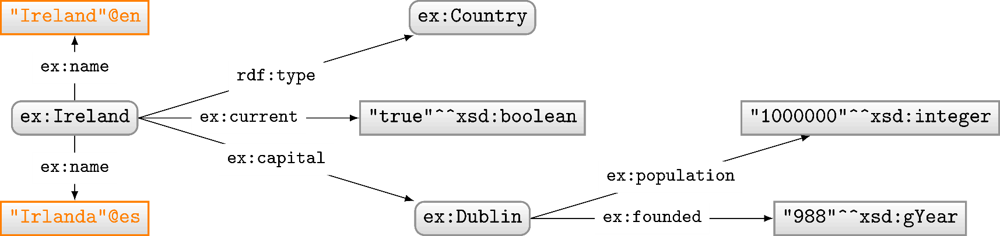 "Ireland"@en
ex:Country
ex:name
rdf:type
ex:Ireland
ex:current
"true"^^xsd:boolean
"1000000"^^xsd:integer
ex:name
ex:capital
ex:population
"Irlanda"@es
ex:Dublin
ex:founded
"988"^^xsd:gYear